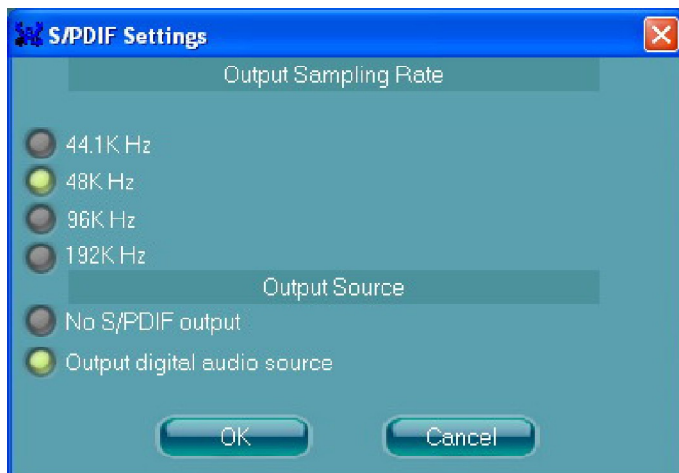 S/PDIF Settings
Output Sampling Rate
44.1K Hz
48K Hz
96K Hz
192K Hz
Output Source
No S/PDIF output
Output digital audio source
OK
Cancel